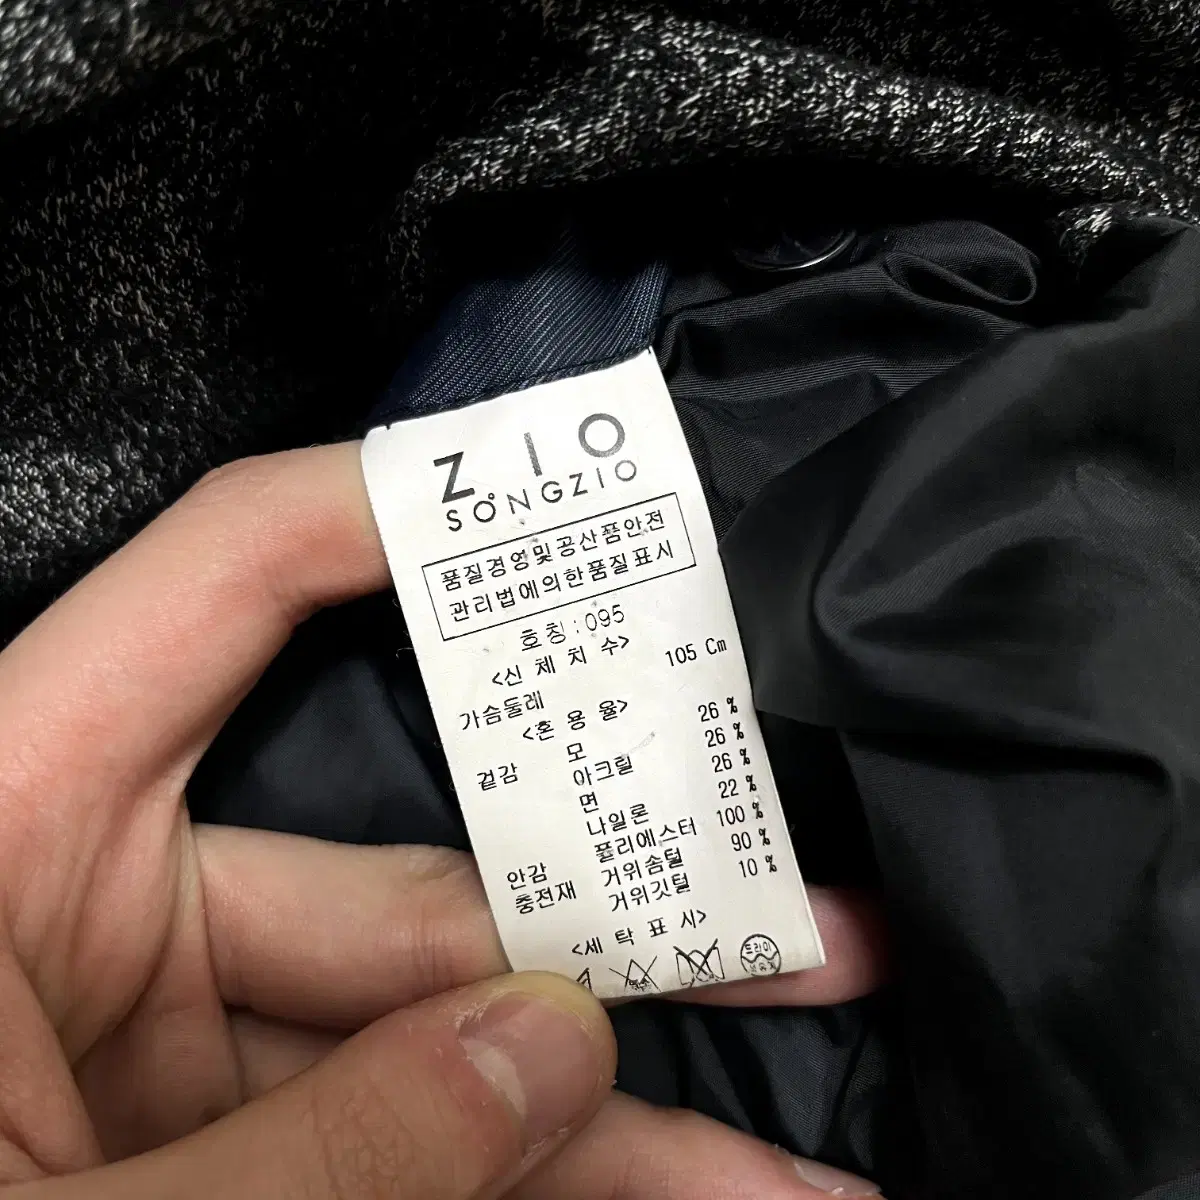 ZIO
SONGZIO
품질경영및공산품안전
관리법에의한품질표시
호칭:095
<신체치수>
가슴둘레 105 Cm
<혼용율>
겉감 모 26 %
아크릴 26 %
면 26 %
나일론 22 %
안감 폴리에스터 100 %
충전재 거위솜털 90 %
거위깃털 10 %
<세탁표시>
드라이